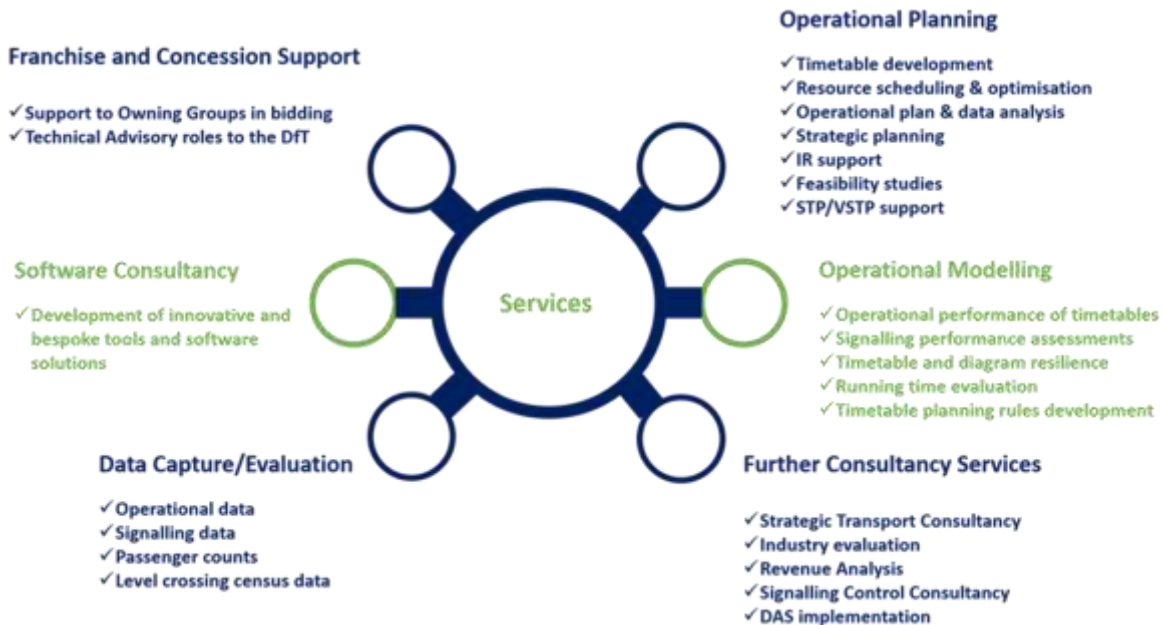 Franchise and Concession Support
✓Support to Owning Groups in bidding
✓Technical Advisory roles to the DfT
Operational Planning
✓Timetable development
✓Resource scheduling & optimisation
✓Operational plan & data analysis
✓Strategic planning
✓IR support
✓Feasibility studies
✓STP/VSTP support
Software Consultancy
✓Development of innovative and
bespoke tools and software
solutions
Services
Operational Modelling
✓Operational performance of timetables
✓Signalling performance assessments
✓Timetable and diagram resilience
✓Running time evaluation
✓Timetable planning rules development
Data Capture/Evaluation
✓Operational data
✓Signalling data
✓Passenger counts
✓Level crossing census data
Further Consultancy Services
✓Strategic Transport Consultancy
✓Industry evaluation
✓Revenue Analysis
✓Signalling Control Consultancy
✓DAS implementation